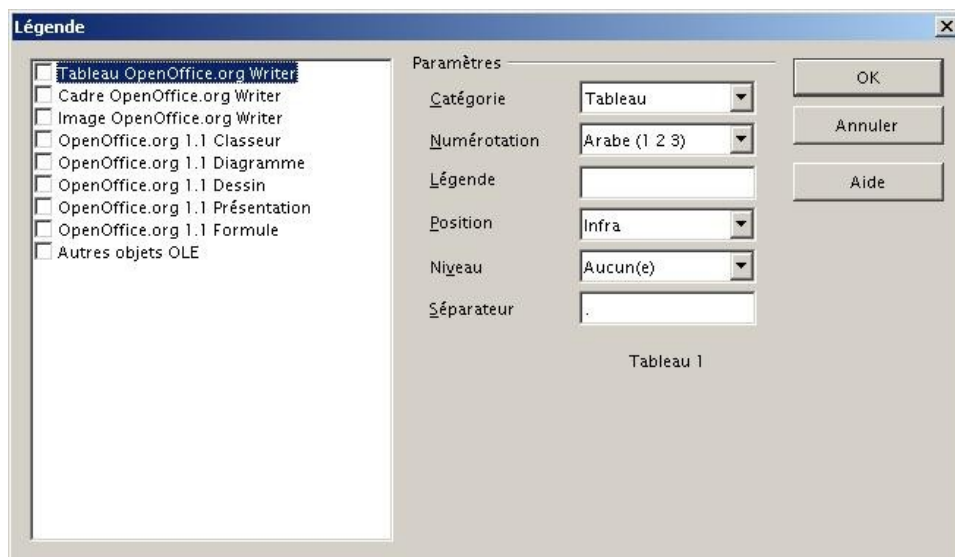 Légende
Tableau OpenOffice.org Writer
Cadre OpenOffice.org Writer
Image OpenOffice.org Writer
OpenOffice.org 1.1 Classeur
OpenOffice.org 1.1 Diagramme
OpenOffice.org 1.1 Dessin
OpenOffice.org 1.1 Présentation
OpenOffice.org 1.1 Formule
Autres objets OLE
Paramètres
Catégorie Tableau
Numérotation Arabe (1 2 3)
Légende
Position Infra
Niveau Aucun(e)
Séparateur .
Tableau 1
OK
Annuler
Aide